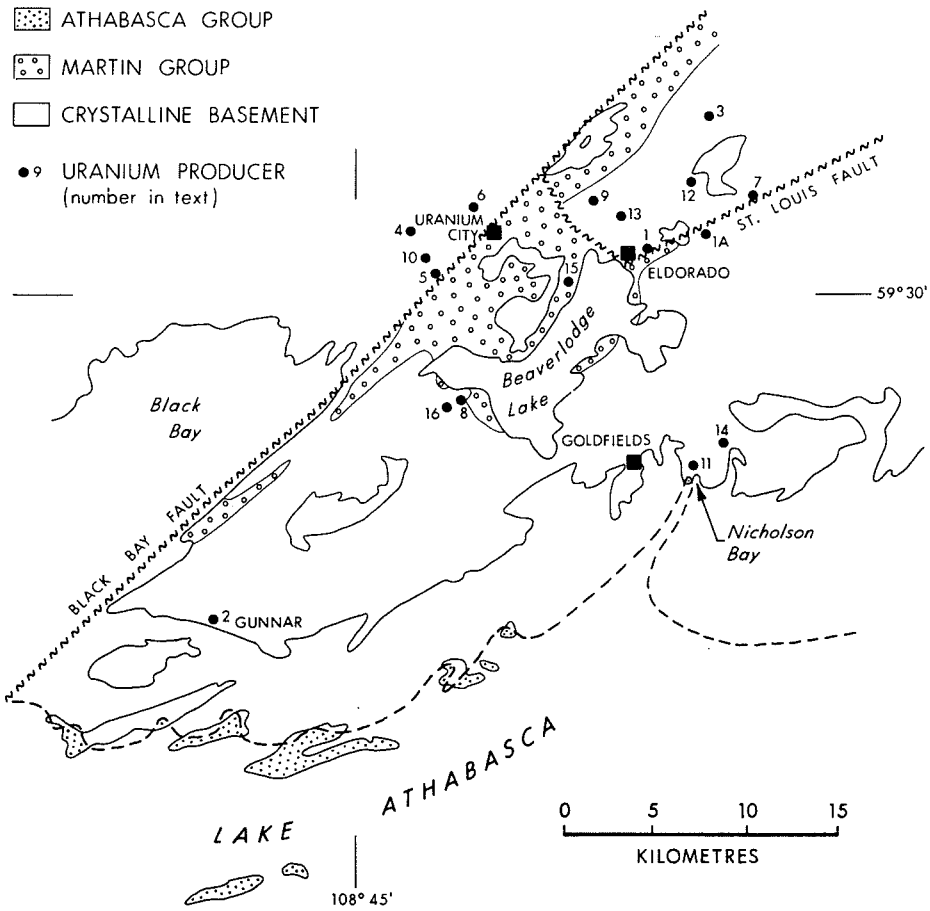 ATHABASCA GROUP
MARTIN GROUP
CRYSTALLINE BASEMENT
9 URANIUM PRODUCER
(number in text)
3
6
URANIUM
CITY
4
10
5
9
13
12
7
1
1A
ST. LOUIS FAULT
ELDORADO
15
59° 30'
Beaverlodge
Lake
Black
Bay
16
8
GOLDFIELDS
14
11
Nicholson
Bay
BLACK BAY FAULT
2 GUNNAR
LAKE ATHABASCA
0 5 10 15
KILOMETRES
108° 45'